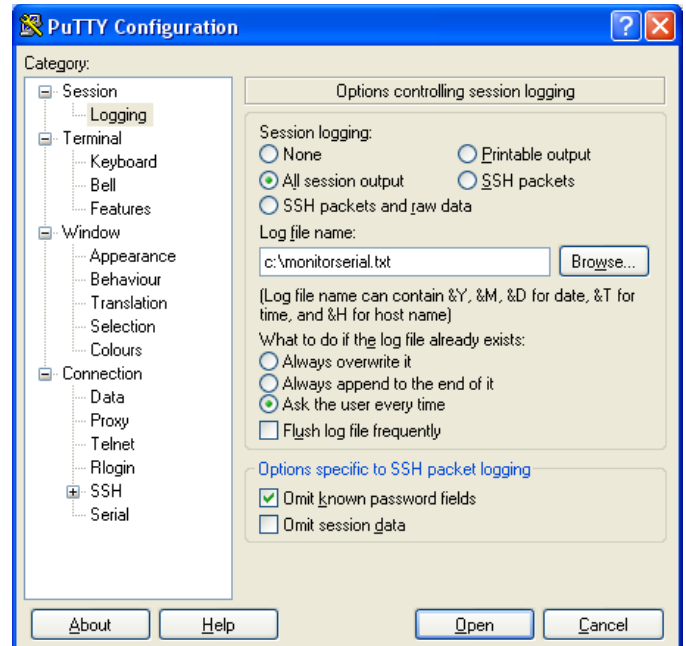 PuTTY Configuration
Category:
Session
Logging
Terminal
Keyboard
Bell
Features
Window
Appearance
Behaviour
Translation
Selection
Colours
Connection
Data
Proxy
Telnet
Rlogin
SSH
Serial
Options controlling session logging
Session logging:
None
Printable output
All session output
SSH packets
SSH packets and raw data
Log file name:
c:\monitorserial.txt
Browse...
(Log file name can contain &Y, &M, &D for date, &T for
time, and &H for host name)
What to do if the log file already exists:
Always overwrite it
Always append to the end of it
Ask the user every time
Flush log file frequently
Options specific to SSH packet logging
Omit known password fields
Omit session data
About
Help
Open
Cancel